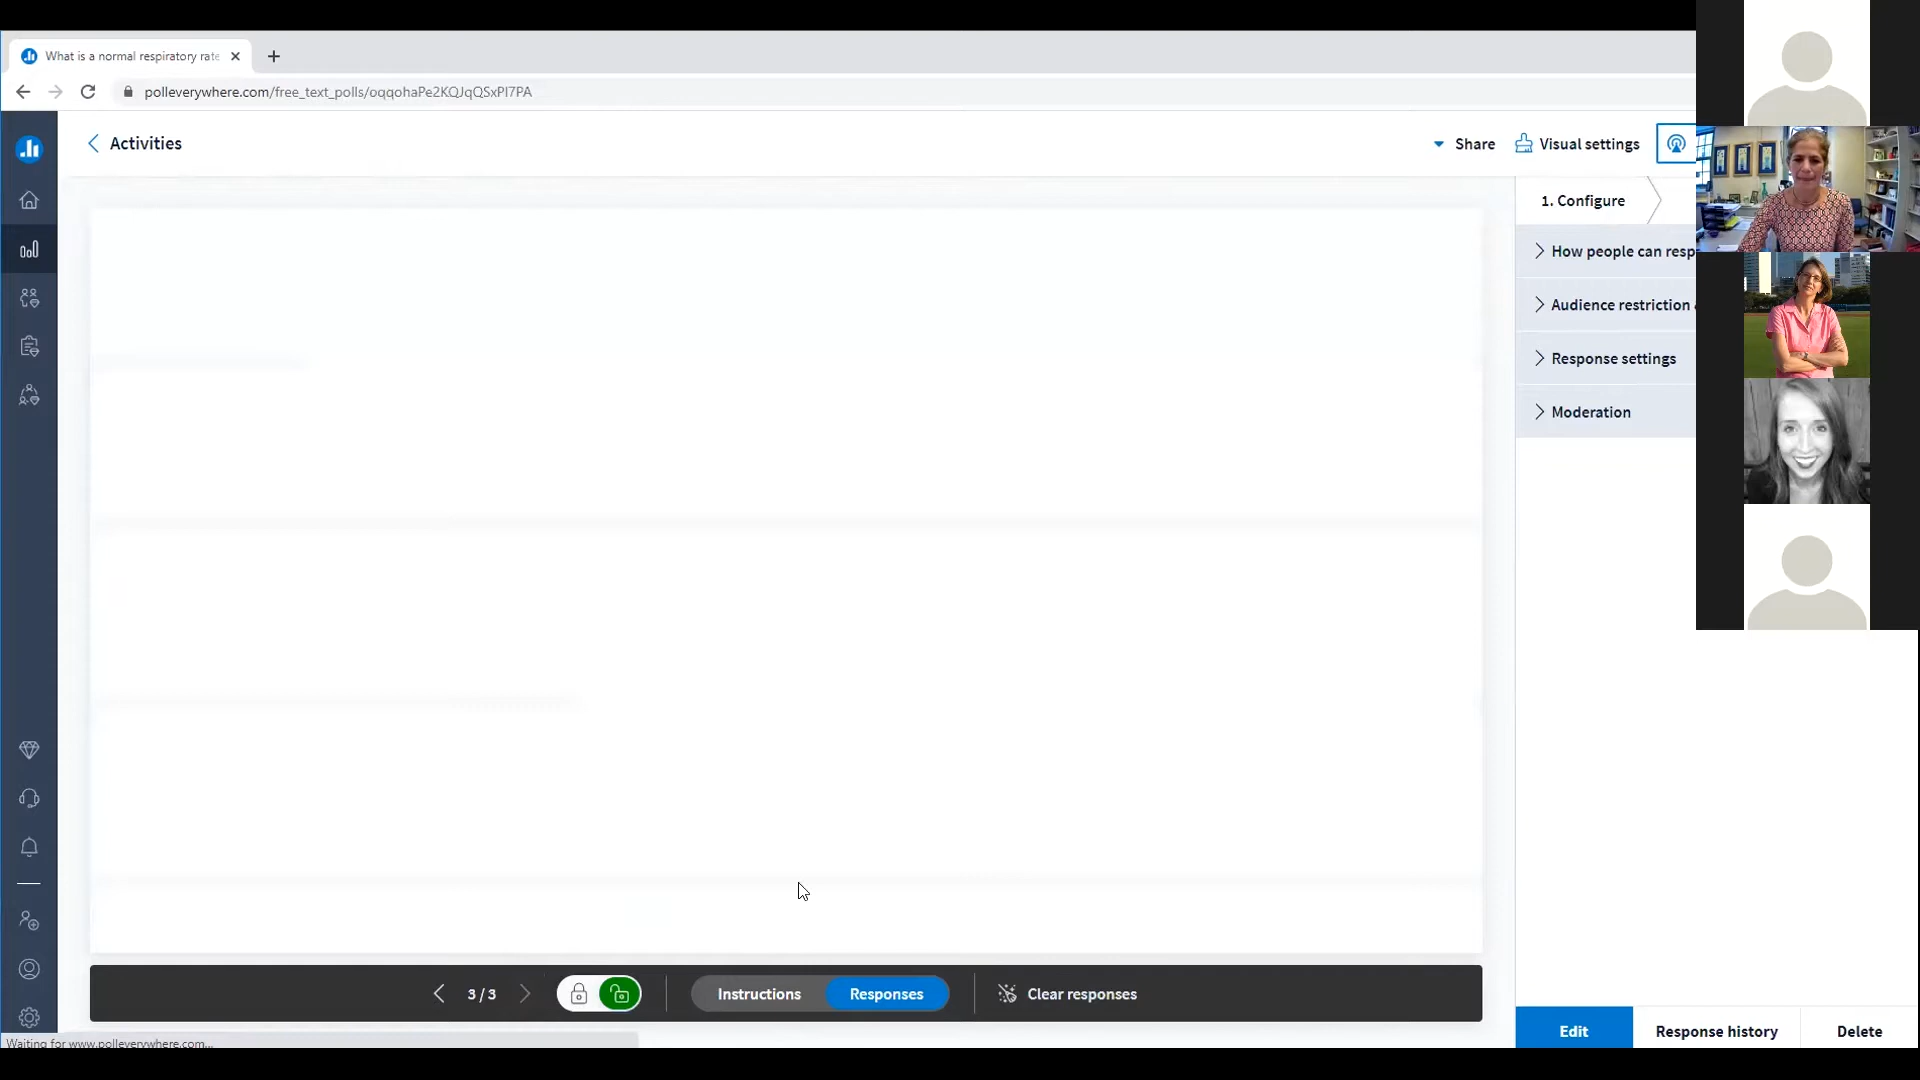 What is a normal respiratory rate
polleverywhere.com/free_text_polls/oqqohaPe2KQJqQSxPI7PA
Activities
Share
Visual settings
1. Configure
How people can resp
Audience restriction
Response settings
Moderation
3 / 3
Instructions
Responses
Clear responses
Edit
Response history
Delete
Waiting for www.polleverywhere.com...